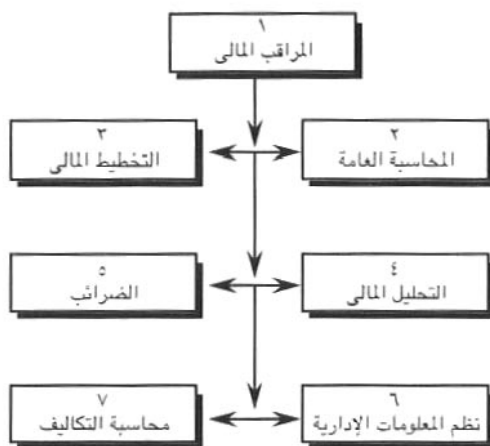 ١
المراقب المالى
٢
المحاسبة العامة
٣
التخطيط المالى
٤
التحليل المالى
٥
الضرائب
٦
نظم المعلومات الإدارية
٧
محاسبة التكاليف